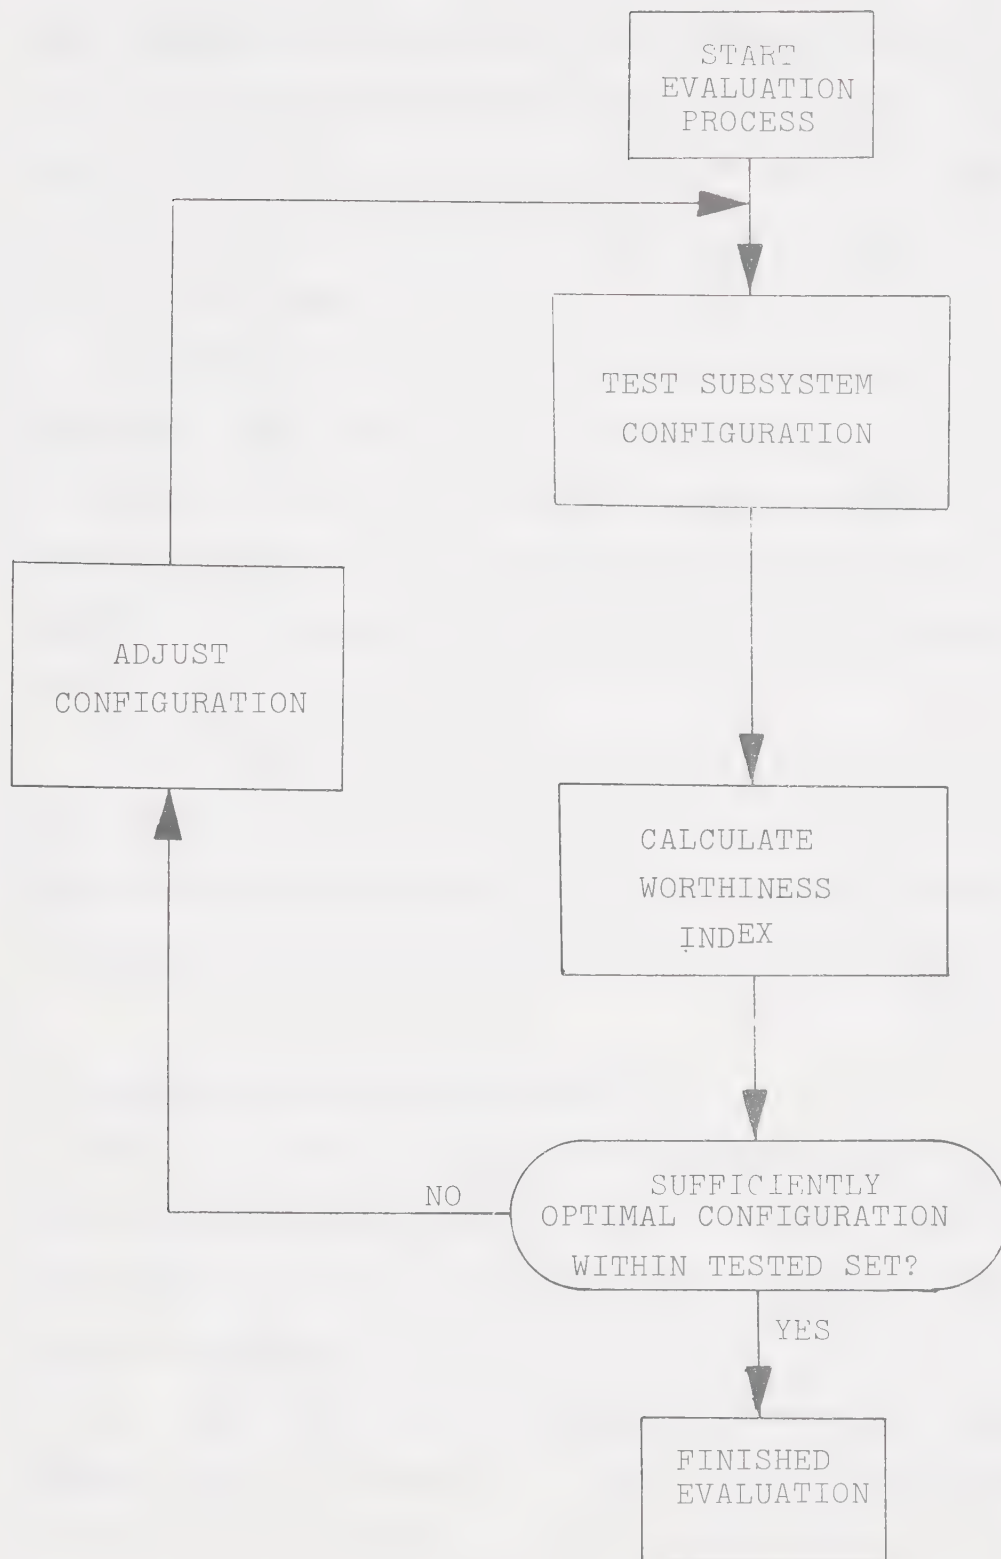 START
EVALUATION
PROCESS
TEST SUBSYSTEM
CONFIGURATION
ADJUST
CONFIGURATION
CALCULATE
WORTHINESS
INDEX
NO
SUFFICIENTLY
OPTIMAL CONFIGURATION
WITHIN TESTED SET?
YES
FINISHED
EVALUATION